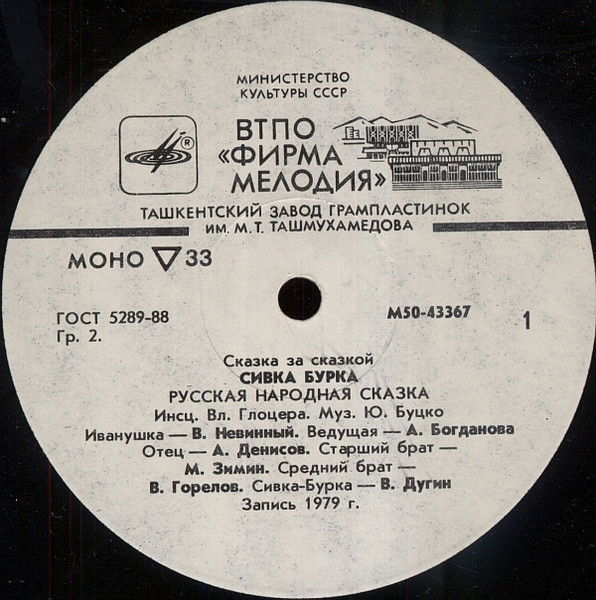 МИНИСТЕРСТВО
КУЛЬТУРЫ СССР
ВТПО
«ФИРМА
МЕЛОДИЯ»
ТАШКЕНТСКИЙ ЗАВОД ГРАМПЛАСТИНОК
ИМ. М. Т. ТАШМУХАМЕДОВА
МОНО 33
ГОСТ 5289-88
Гр. 2.
М50-43367
1
Сказка за сказкой
СИВКА БУРКА
РУССКАЯ НАРОДНАЯ СКАЗКА
Инсц. Вл. Глоцера. Муз. Ю. Буцко
Иванушка — В. Невинный. Ведущая — А. Богданова
Отец — А. Денисов. Старший брат —
М. Зимин. Средний брат —
В. Горелов. Сивка-Бурка — В. Дугин
Запись 1979 г.